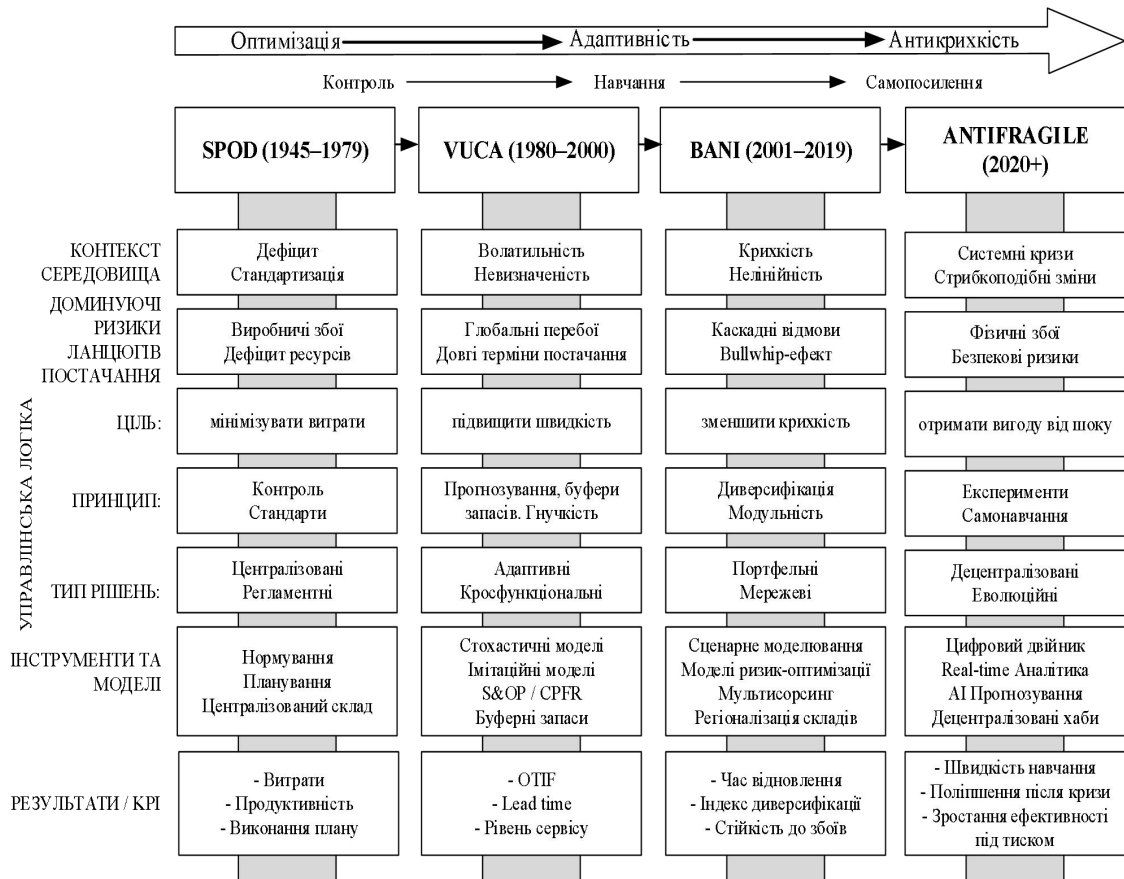 Оптимізація Адаптивність Антикрихкість
Контроль Навчання Самопосилення
SPOD (1945–1979)
VUCA (1980–2000)
BANI (2001–2019)
ANTIFRAGILE
(2020+)
КОНТЕКСТ
СЕРЕДОВИЩА
Дефіцит
Стандартизація
Волатильність
Невизначеність
Крихкість
Нелінійність
Системні кризи
Стрибкоподібні зміни
ДОМИНУЮЧІ
РИЗИКИ
ЛАНЦЮГІВ
ПОСТАЧАННЯ
Виробничі збої
Дефіцит ресурсів
Глобальні перебої
Довгі терміни постачання
Каскадні відмови
Bullwhip-ефект
Фізичні збої
Безпекові ризики
УПРАВЛІНСЬКА ЛОГІКА
ЦІЛЬ:
мінімізувати витрати
підвищити швидкість
зменшити крихкість
отримати вигоду від шоку
ПРИНЦИП:
Контроль
Стандарти
Прогнозування, буфери
запасів. Гнучкість
Диверсифікація
Модульність
Експерименти
Самонавчання
ТИП РІШЕНЬ:
Централізовані
Регламентні
Адаптивні
Кросфункціональні
Портфельні
Мережеві
Децентралізовані
Еволюційні
ІНСТРУМЕНТИ ТА
МОДЕЛІ
Нормування
Планування
Централізований склад
Стохастичні моделі
Імітаційні моделі
S&OP / CPFR
Буферні запаси
Сценарне моделювання
Моделі ризик-оптимізації
Мультисорсинг
Регіоналізація складів
Цифровий двійник
Real-time Аналітика
AI Прогнозування
Децентралізовані хаби
РЕЗУЛЬТАТИ / KPI
- Витрати
- Продуктивність
- Виконання плану
- OTIF
- Lead time
- Рівень сервісу
- Час відновлення
- Індекс диверсифікації
- Стійкість до збоїв
- Швидкість навчання
- Поліпшення після кризи
- Зростання ефективності
під тиском